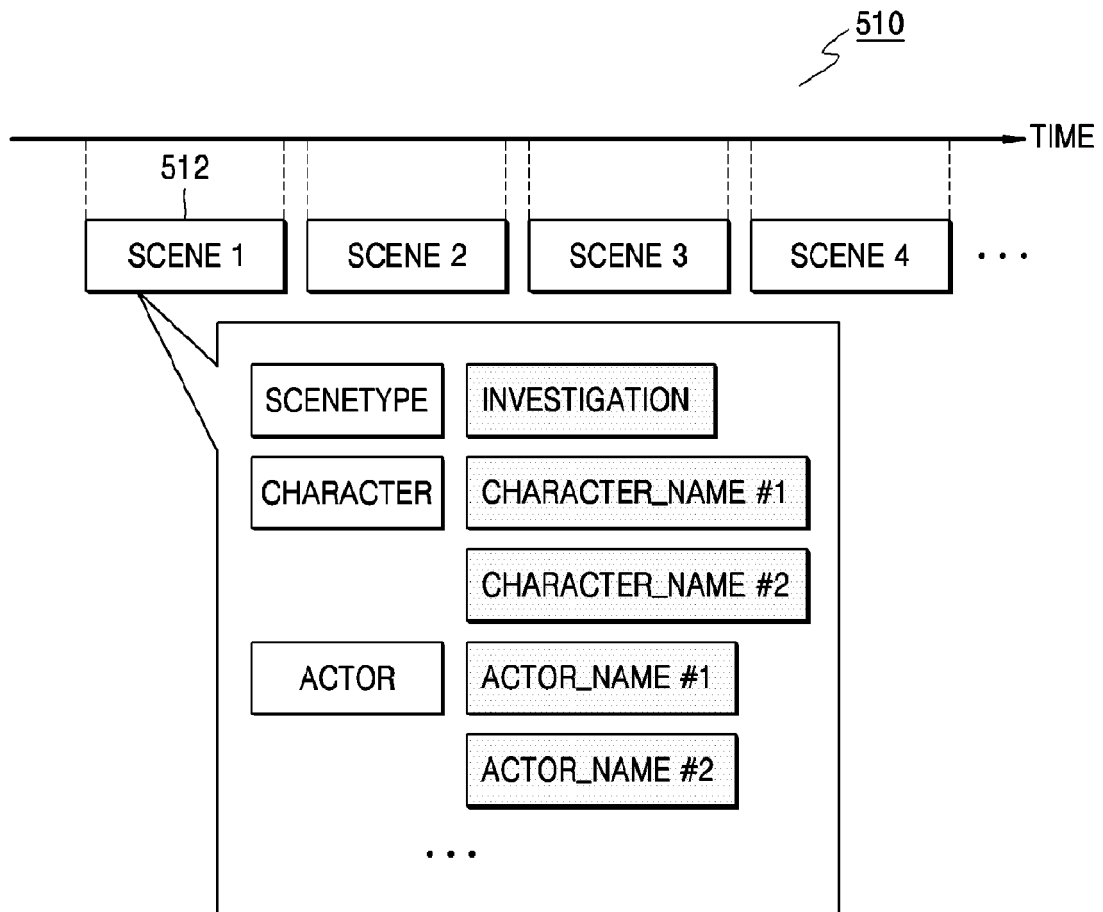 510
TIME
512
SCENE 1 SCENE 2 SCENE 3 SCENE 4 ...
SCENETYPE INVESTIGATION
CHARACTER CHARACTER_NAME #1
CHARACTER_NAME #2
ACTOR ACTOR_NAME #1
ACTOR_NAME #2
...